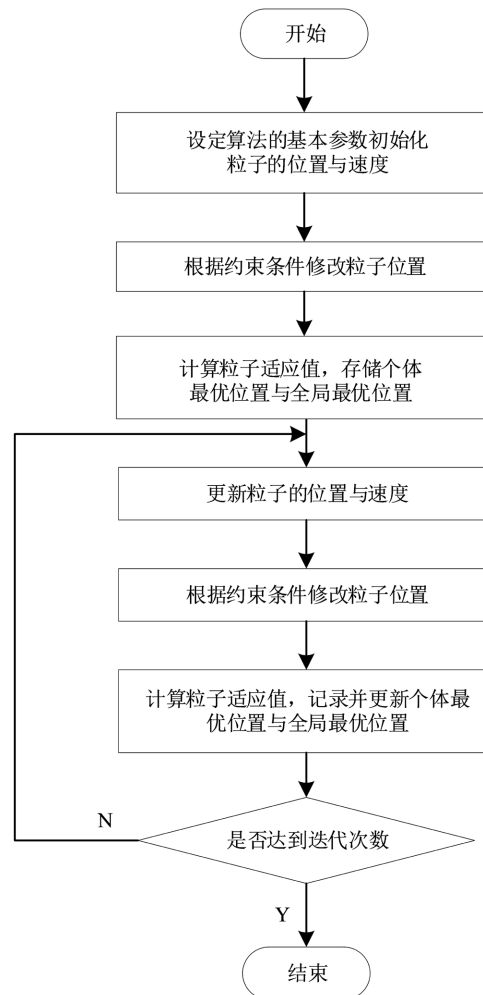 开始
设定算法的基本参数初始化
粒子的位置与速度
根据约束条件修改粒子位置
计算粒子适应值，存储个体
最优位置与全局最优位置
更新粒子的位置与速度
根据约束条件修改粒子位置
计算粒子适应值，记录并更新个体最
优位置与全局最优位置
N
是否达到迭代次数
Y
结束